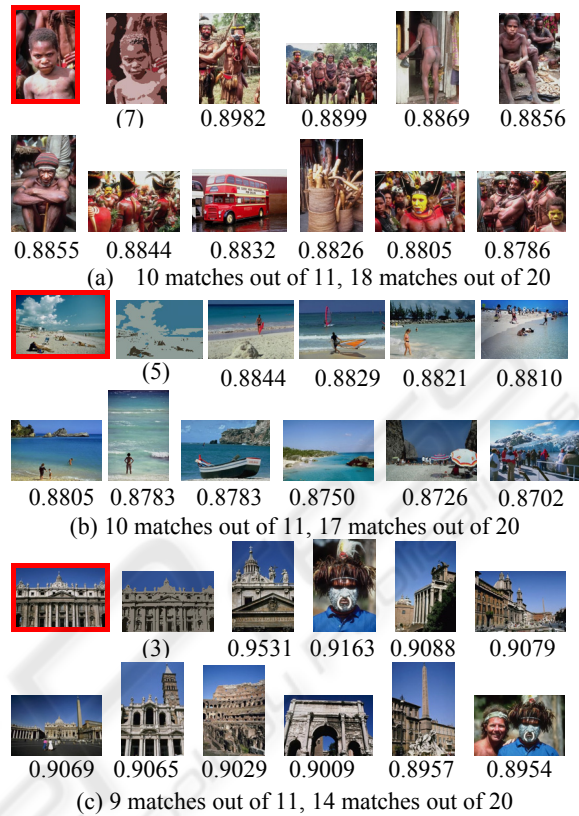 (7) 0.8982 0.8899 0.8869 0.8856
0.8855 0.8844 0.8832 0.8826 0.8805 0.8786
(a) 10 matches out of 11, 18 matches out of 20
(5) 0.8844 0.8829 0.8821 0.8810
0.8805 0.8783 0.8783 0.8750 0.8726 0.8702
(b) 10 matches out of 11, 17 matches out of 20
(3) 0.9531 0.9163 0.9088 0.9079
0.9069 0.9065 0.9029 0.9009 0.8957 0.8954
(c) 9 matches out of 11, 14 matches out of 20